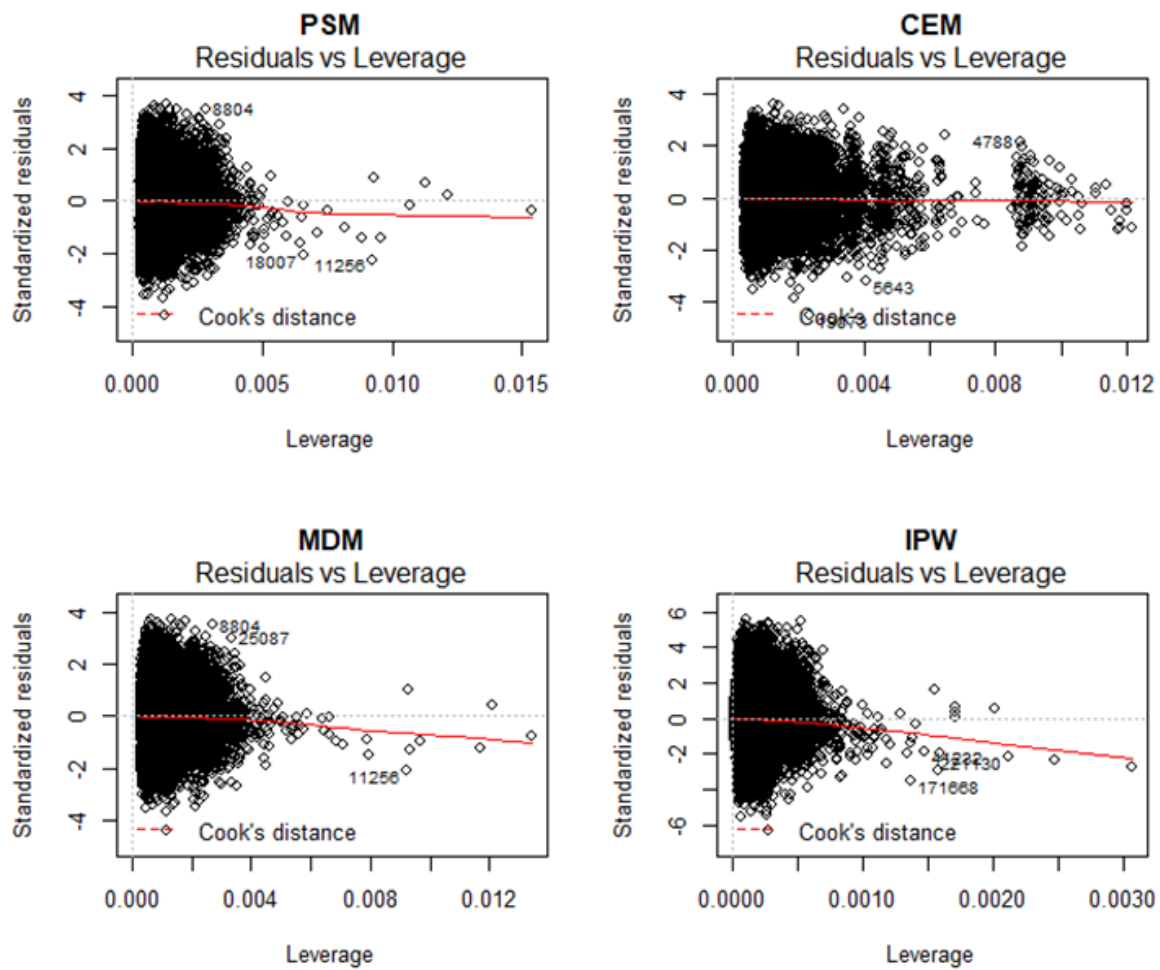 PSM
Residuals vs Leverage
Standardized residuals
4
2
0
-2
-4
8804
18007
11256
Cook's distance
0.000
0.005
0.010
0.015
Leverage
CEM
Residuals vs Leverage
Standardized residuals
4
2
0
-2
-4
4788
5643
Cook's distance
0.000
0.004
0.008
0.012
Leverage
MDM
Residuals vs Leverage
Standardized residuals
4
2
0
-2
-4
8804
25087
11256
Cook's distance
0.000
0.004
0.008
0.012
Leverage
IPW
Residuals vs Leverage
Standardized residuals
6
4
2
0
-2
-6
221130
171668
Cook's distance
0.0000
0.0010
0.0020
0.0030
Leverage